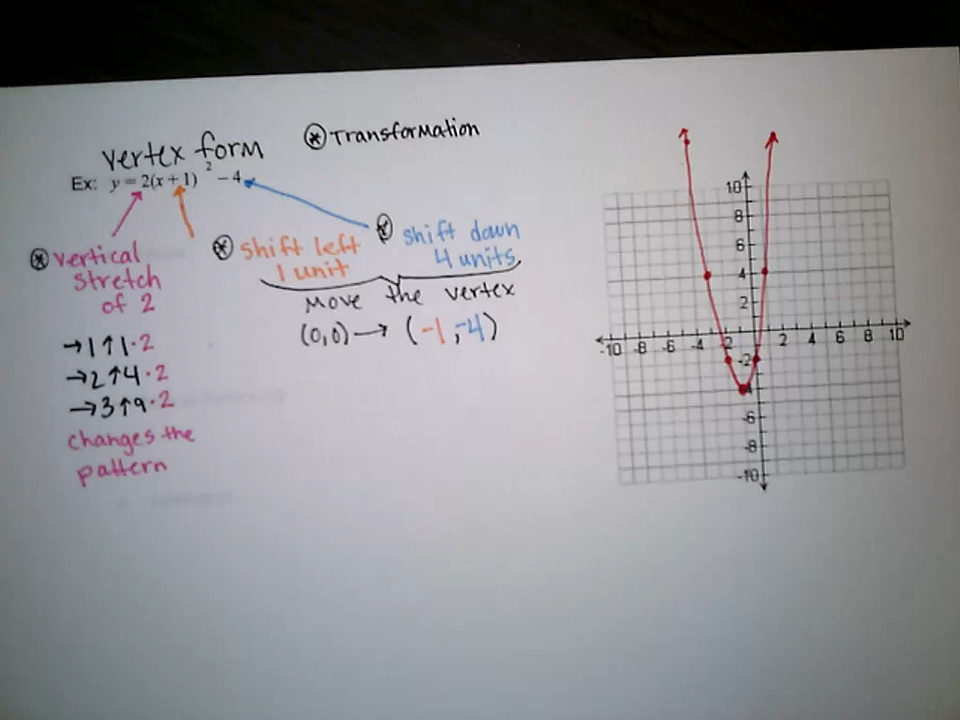 vertex form
⊛ Transformation
Ex: y = 2(x + 1)² − 4
⊛ vertical
stretch
of 2
→1↑1·2
→2↑4·2
→3↑9·2
changes the
pattern
⊛ shift left
1 unit
⊛ shift down
4 units
Move the vertex
(0,0) → (-1,-4)
10
8
6
4
2
-10 -8 -6 -4 -2 2 4 6 8 10
-2
-4
-6
-8
-10